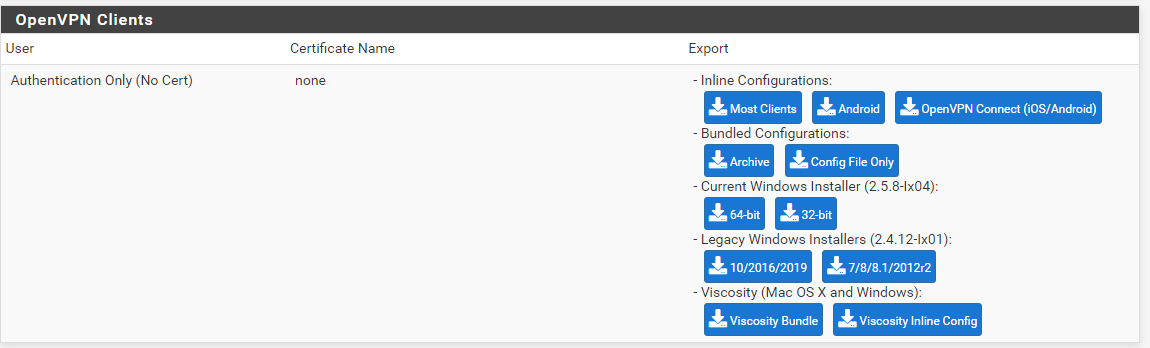 OpenVPN Clients
User Certificate Name Export
Authentication Only (No Cert) none - Inline Configurations:
Most Clients Android OpenVPN Connect (iOS/Android)
- Bundled Configurations:
Archive Config File Only
- Current Windows Installer (2.5.8-Ix04):
64-bit 32-bit
- Legacy Windows Installers (2.4.12-Ix01):
10/2016/2019 7/8/8.1/2012r2
- Viscosity (Mac OS X and Windows):
Viscosity Bundle Viscosity Inline Config